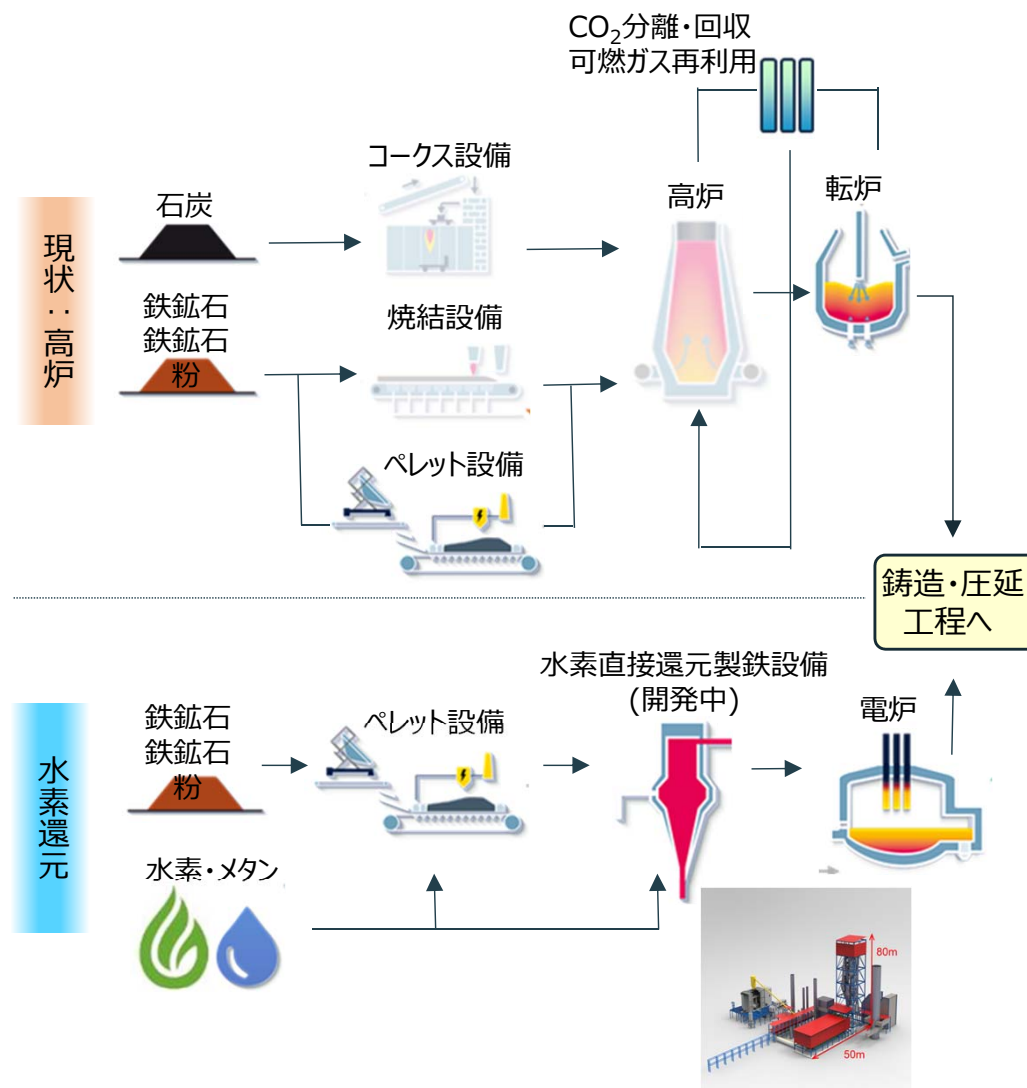 CO₂分離・回収
可燃ガス再利用
コークス設備
石炭
高炉
転炉
現状：高炉
鉄鉱石
鉄鉱石
粉
焼結設備
ペレット設備
鋳造・圧延
工程へ
水素直接還元製鉄設備
(開発中)
電炉
水素還元
鉄鉱石
鉄鉱石
粉
ペレット設備
水素・メタン
80m
50m